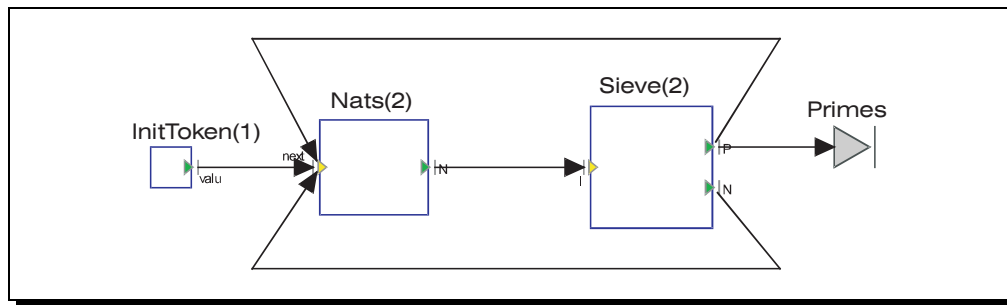 Sieve(2)
Nats(2)
Primes
InitToken(1)
next
P
valu
N
I
N